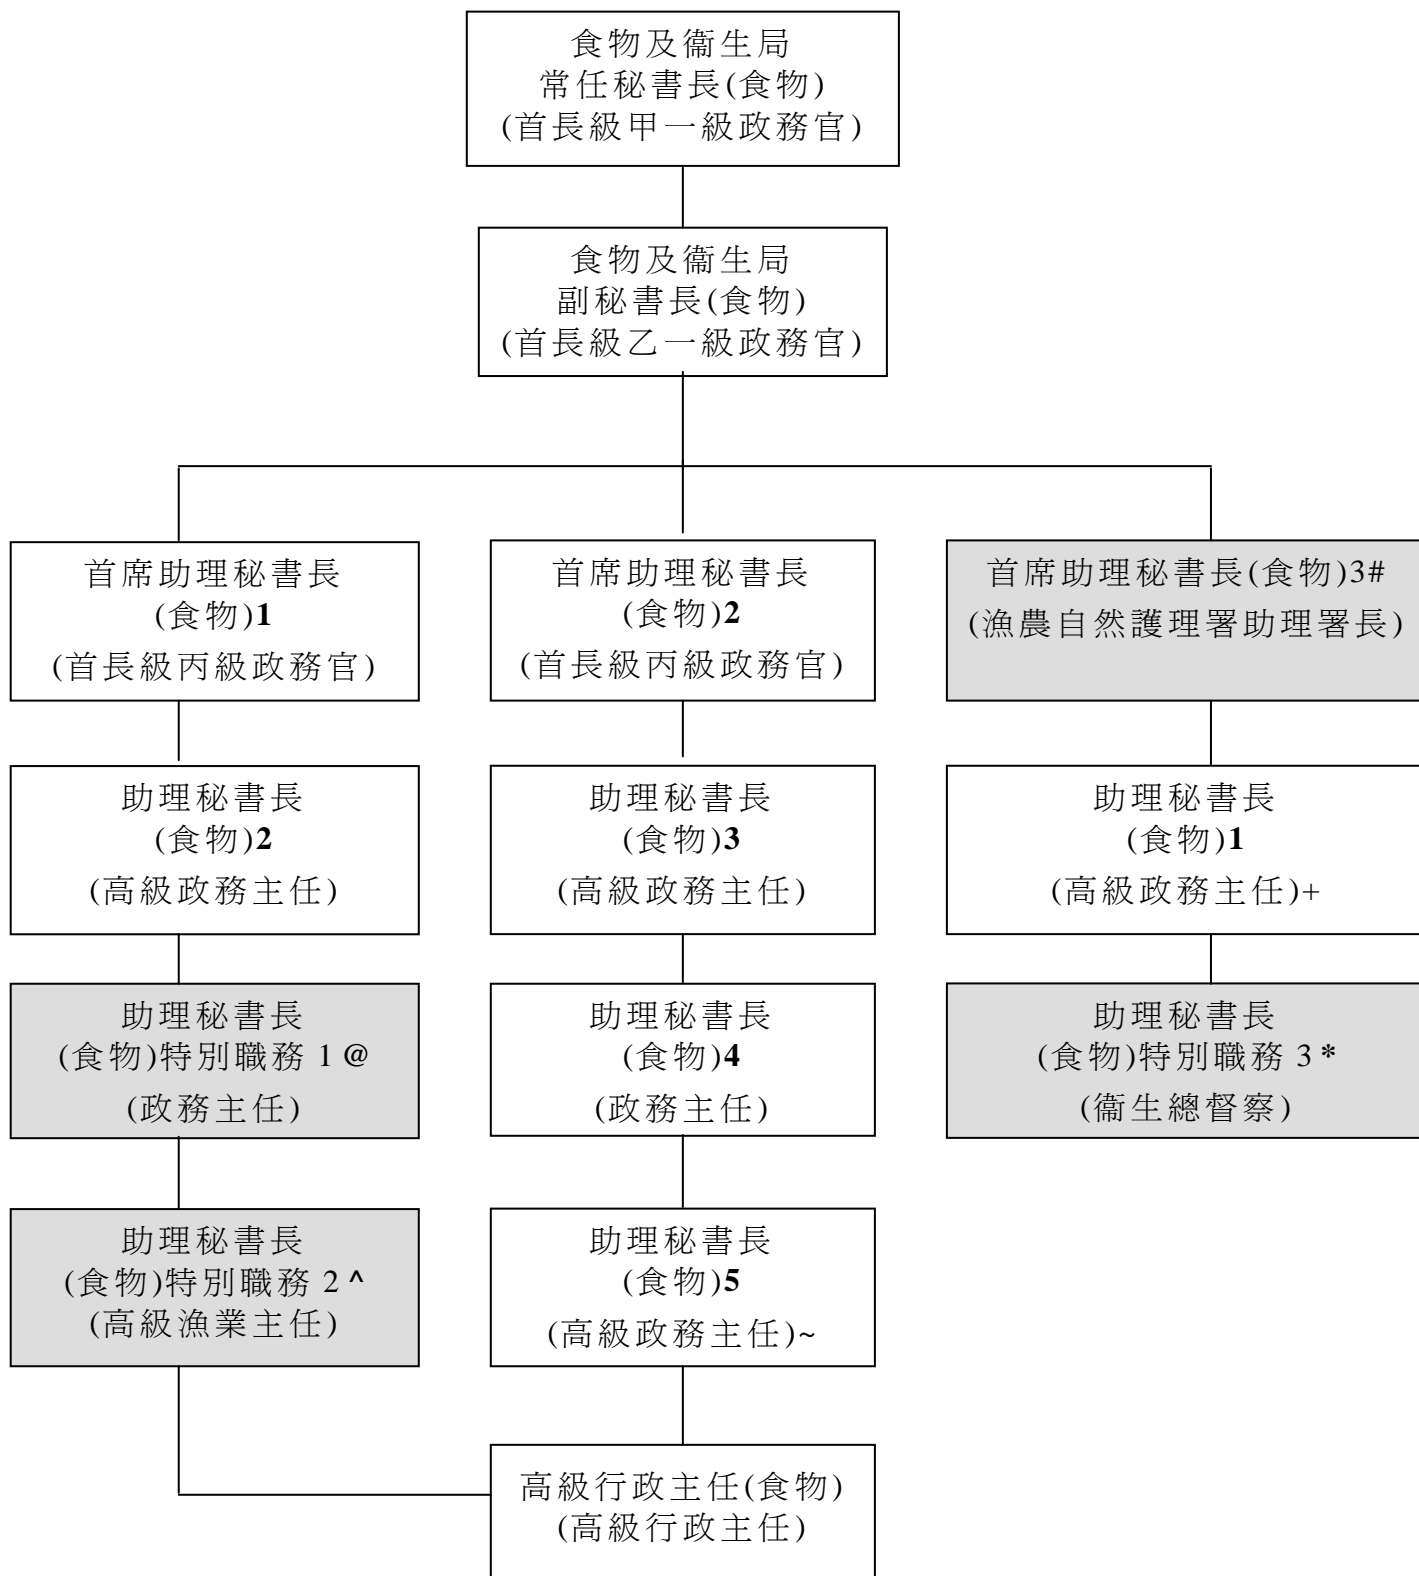 食物及衞生局
常任秘書長(食物)
(首長級甲一級政務官)
食物及衞生局
副秘書長(食物)
(首長級乙一級政務官)
首席助理秘書長
(食物)1
(首長級丙級政務官)
首席助理秘書長
(食物)2
(首長級丙級政務官)
首席助理秘書長(食物)3#
(漁農自然護理署助理署長)
助理秘書長
(食物)2
(高級政務主任)
助理秘書長
(食物)3
(高級政務主任)
助理秘書長
(食物)1
(高級政務主任)+
助理秘書長
(食物)特別職務 1 @
(政務主任)
助理秘書長
(食物)4
(政務主任)
助理秘書長
(食物)特別職務 3 *
(衞生總督察)
助理秘書長
(食物)特別職務 2 ^
(高級漁業主任)
助理秘書長
(食物)5
(高級政務主任)~
高級行政主任(食物)
(高級行政主任)